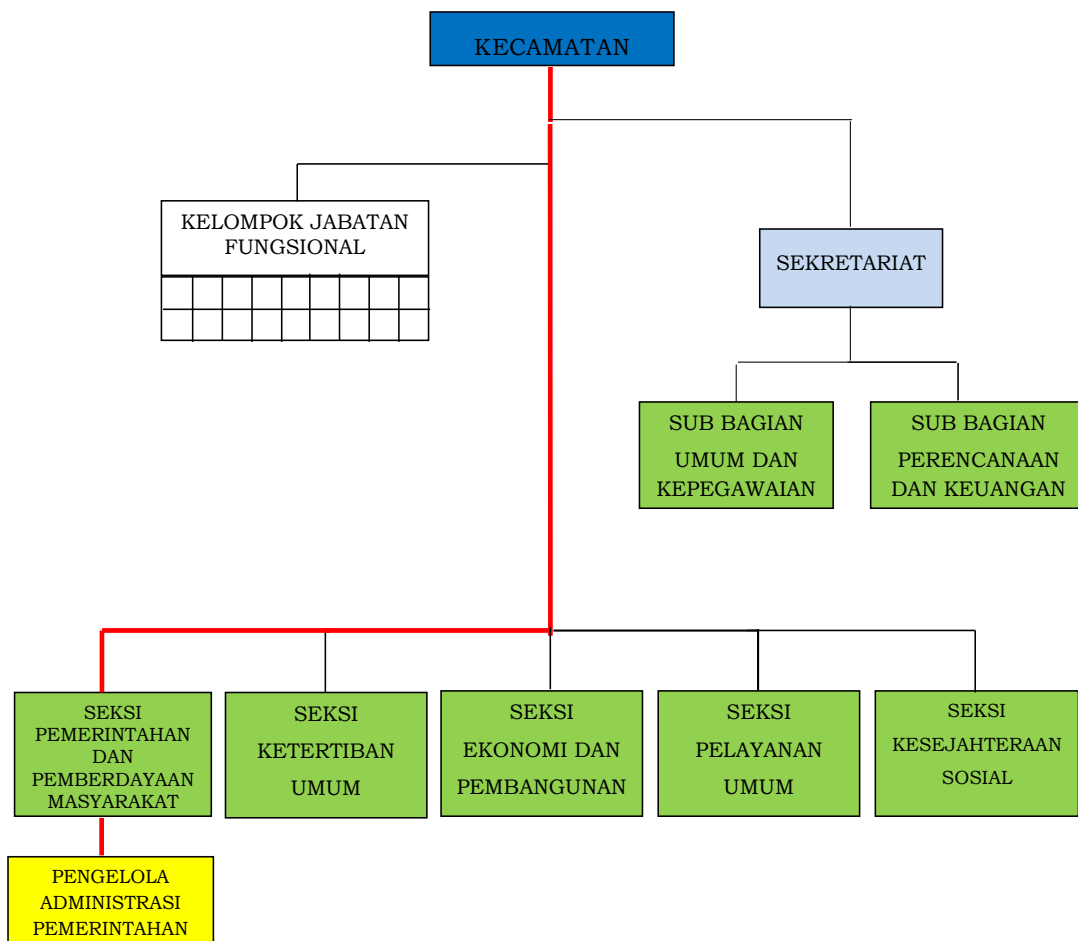 KECAMATAN
KELOMPOK JABATAN
FUNGSIONAL
SEKRETARIAT
SUB BAGIAN
UMUM DAN
KEPEGAWAIAN
SUB BAGIAN
PERENCANAAN
DAN KEUANGAN
SEKSI
PEMERINTAHAN
DAN
PEMBERDAYAAN
MASYARAKAT
SEKSI
KETERTIBAN
UMUM
SEKSI
EKONOMI DAN
PEMBANGUNAN
SEKSI
PELAYANAN
UMUM
SEKSI
KESEJAHTERAAN
SOSIAL
PENGELOLA
ADMINISTRASI
PEMERINTAHAN